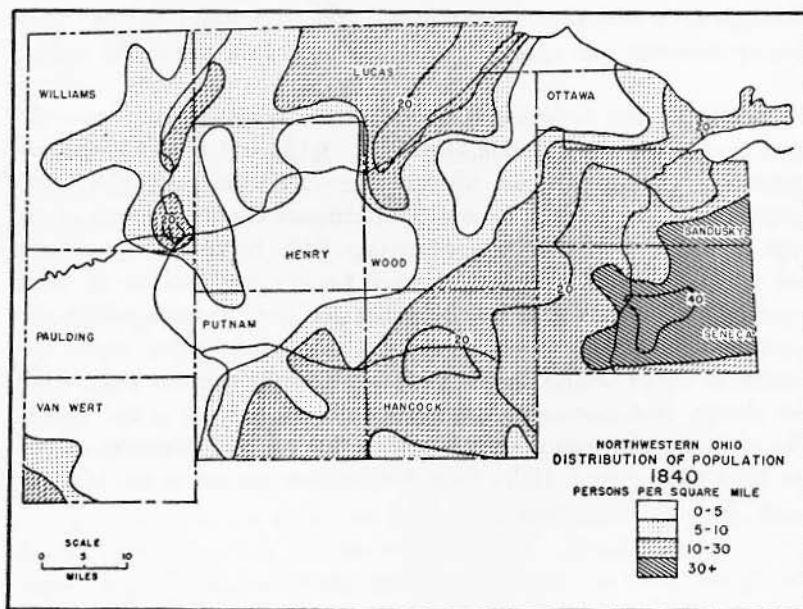 WILLIAMS
LUCAS
OTTAWA
20
20
SANDUSKY
HENRY
WOOD
20
40
PAULDING
PUTNAM
20
SENECA
VAN WERT
HANCOCK
NORTHWESTERN OHIO
DISTRIBUTION OF POPULATION
1840
PERSONS PER SQUARE MILE
0-5
5-10
10-30
30+
SCALE
0 5 10
MILES